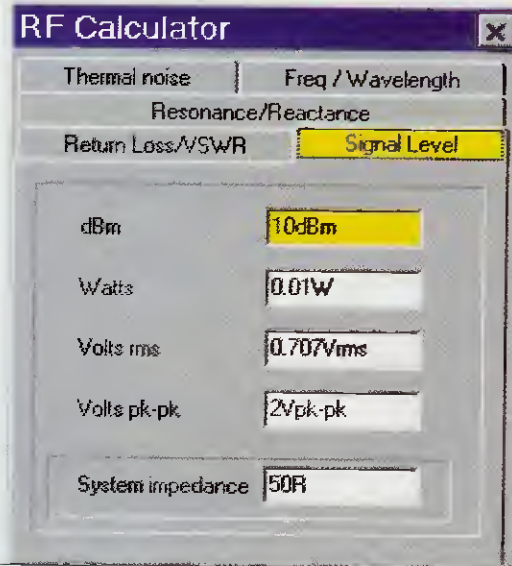 RF Calculator
Thermal noise
Freq / Wavelength
Resonance/Reactance
Return Loss/VSWR
Signal Level
dBm
10dBm
Watts
0.01W
Volts rms
0.707Vrms
Volts pk-pk
2Vpk-pk
System impedance
50R